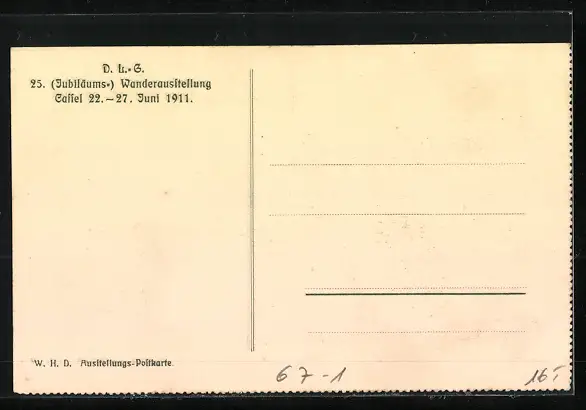 D. L.-G.
25. (Jubiläums-) Wanderausstellung
Cassel 22.–27. Juni 1911.
W. H. D. Ausstellungs-Postkarte.
67-1
16,-